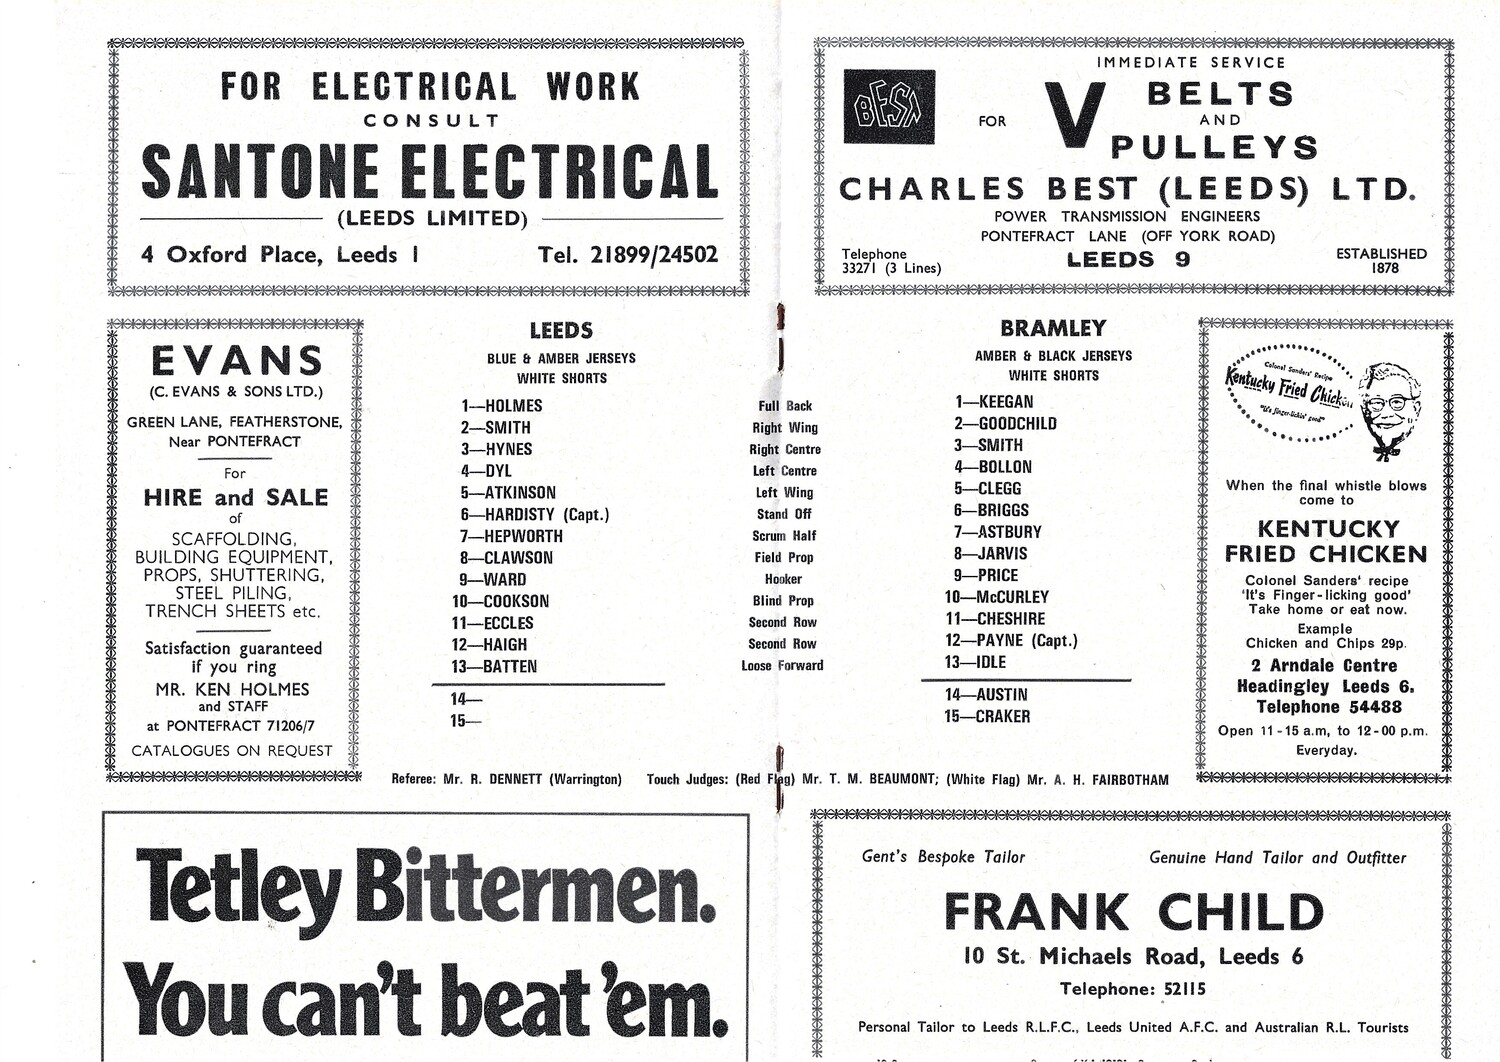 FOR ELECTRICAL WORK
CONSULT
SANTONE ELECTRICAL
(LEEDS LIMITED)
4 Oxford Place, Leeds 1 Tel. 21899/24502
IMMEDIATE SERVICE
BESA
FOR V BELTS
AND
PULLEYS
CHARLES BEST (LEEDS) LTD.
POWER TRANSMISSION ENGINEERS
PONTEFRACT LANE (OFF YORK ROAD)
Telephone
33271 (3 Lines)
LEEDS 9
ESTABLISHED
1878
EVANS
(C. EVANS & SONS LTD.)
GREEN LANE, FEATHERSTONE,
Near PONTEFRACT
For
HIRE and SALE
of
SCAFFOLDING,
BUILDING EQUIPMENT,
PROPS, SHUTTERING,
STEEL PILING,
TRENCH SHEETS etc.
Satisfaction guaranteed
if you ring
MR. KEN HOLMES
and STAFF
at PONTEFRACT 71206/7
CATALOGUES ON REQUEST
LEEDS
BLUE & AMBER JERSEYS
WHITE SHORTS
1—HOLMES
2—SMITH
3—HYNES
4—DYL
5—ATKINSON
6—HARDISTY (Capt.)
7—HEPWORTH
8—CLAWSON
9—WARD
10—COOKSON
11—ECCLES
12—HAIGH
13—BATTEN
14—
15—
Full Back
Right Wing
Right Centre
Left Centre
Left Wing
Stand Off
Scrum Half
Field Prop
Hooker
Blind Prop
Second Row
Second Row
Loose Forward
BRAMLEY
AMBER & BLACK JERSEYS
WHITE SHORTS
1—KEEGAN
2—GOODCHILD
3—SMITH
4—BOLLON
5—CLEGG
6—BRIGGS
7—ASTBURY
8—JARVIS
9—PRICE
10—McCURLEY
11—CHESHIRE
12—PAYNE (Capt.)
13—IDLE
14—AUSTIN
15—CRAKER
Referee: Mr. R. DENNETT (Warrington) Touch Judges: (Red Flag) Mr. T. M. BEAUMONT; (White Flag) Mr. A. H. FAIRBOTHAM
Colonel Sanders' Recipe
Kentucky Fried Chicken
"It's finger-lickin' good"
When the final whistle blows
come to
KENTUCKY
FRIED CHICKEN
Colonel Sanders' recipe
'It's Finger-licking good'
Take home or eat now.
Example
Chicken and Chips 29p.
2 Arndale Centre
Headingley Leeds 6.
Telephone 54488
Open 11-15 a.m, to 12-00 p.m.
Everyday.
Tetley Bittermen.
You can't beat 'em.
Gent's Bespoke Tailor Genuine Hand Tailor and Outfitter
FRANK CHILD
10 St. Michaels Road, Leeds 6
Telephone: 52115
Personal Tailor to Leeds R.L.F.C., Leeds United A.F.C. and Australian R.L. Tourists